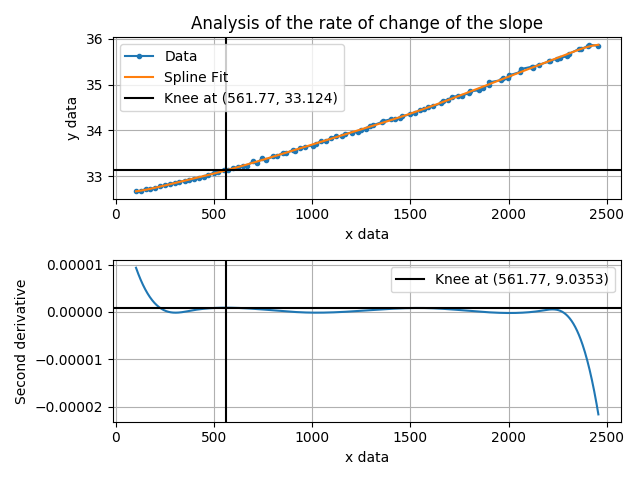 Analysis of the rate of change of the slope
36
35
34
33
y data
Data
Spline Fit
Knee at (561.77, 33.124)
0
500
1000
1500
2000
2500
x data
0.00001
0.00000
−0.00001
−0.00002
Second derivative
Knee at (561.77, 9.0353)
0
500
1000
1500
2000
2500
x data